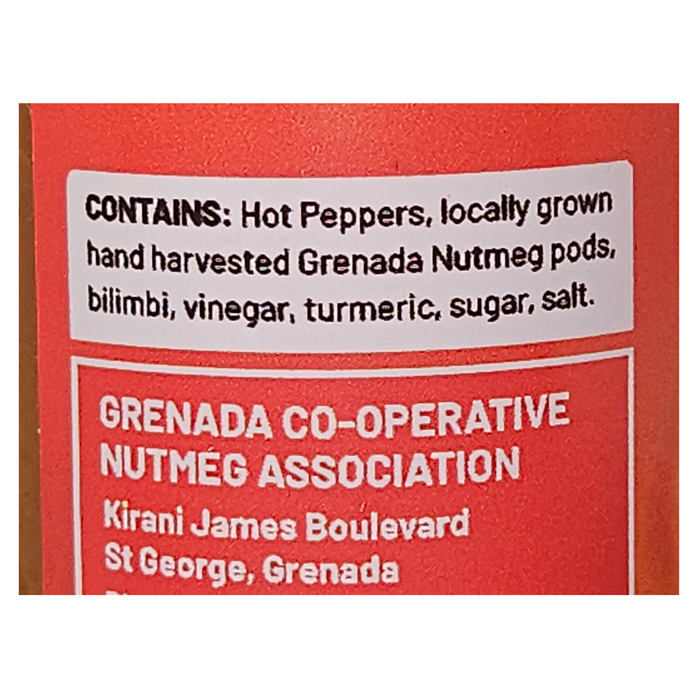 CONTAINS: Hot Peppers, locally grown
hand harvested Grenada Nutmeg pods,
bilimbi, vinegar, turmeric, sugar, salt.
GRENADA CO-OPERATIVE
NUTMEG ASSOCIATION
Kirani James Boulevard
St George, Grenada